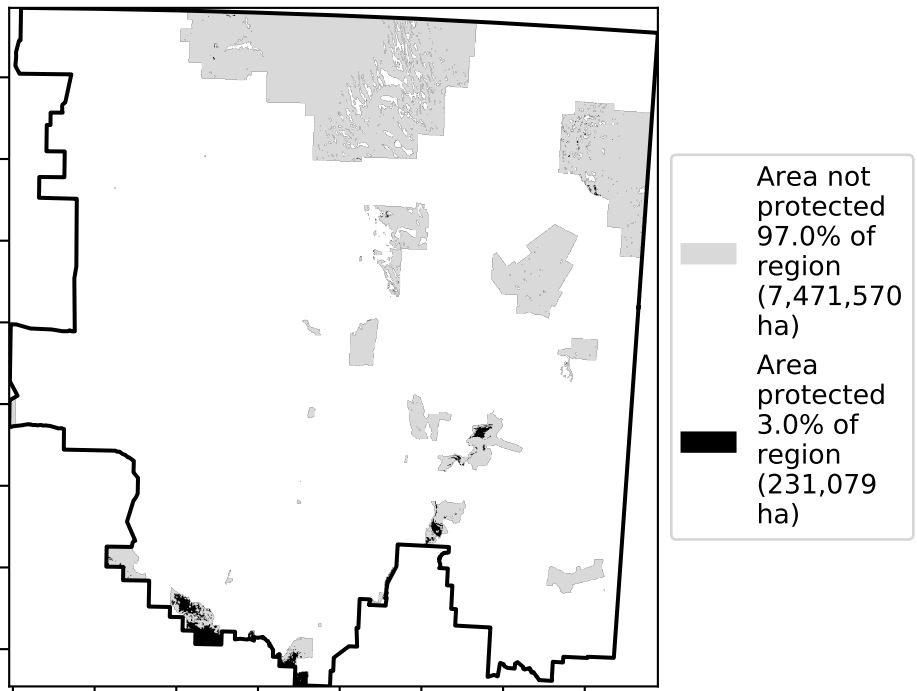 Area not
protected
97.0% of
region
(7,471,570
ha)
Area
protected
3.0% of
region
(231,079
ha)